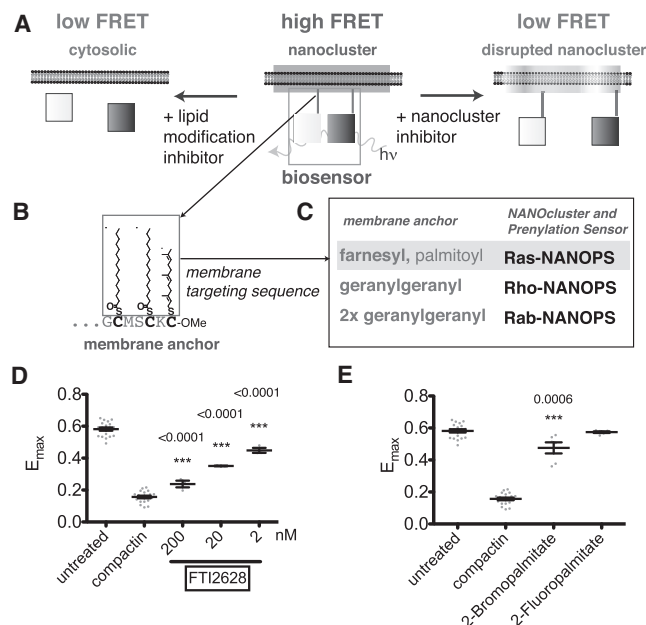 A
low FRET
cytosolic
high FRET
nanocluster
low FRET
disrupted nanocluster
+ lipid
modification
inhibitor
+ nanocluster
inhibitor
hν
biosensor
B
O
S
O
S
S
...GCMSCKC-OMe
membrane anchor
membrane
targeting sequence
C
membrane anchor
NANOcluster and
Prenylation Sensor
farnesyl, palmitoyl
Ras-NANOPS
geranylgeranyl
Rho-NANOPS
2x geranylgeranyl
Rab-NANOPS
D
Emax
0.8
0.6
0.4
0.2
0.0
<0.0001
***
<0.0001
***
<0.0001
***
untreated
compactin
200
20
2
nM
FTI2628
E
Emax
0.8
0.6
0.4
0.2
0.0
0.0006
***
untreated
compactin
2-Bromopalmitate
2-Fluoropalmitate